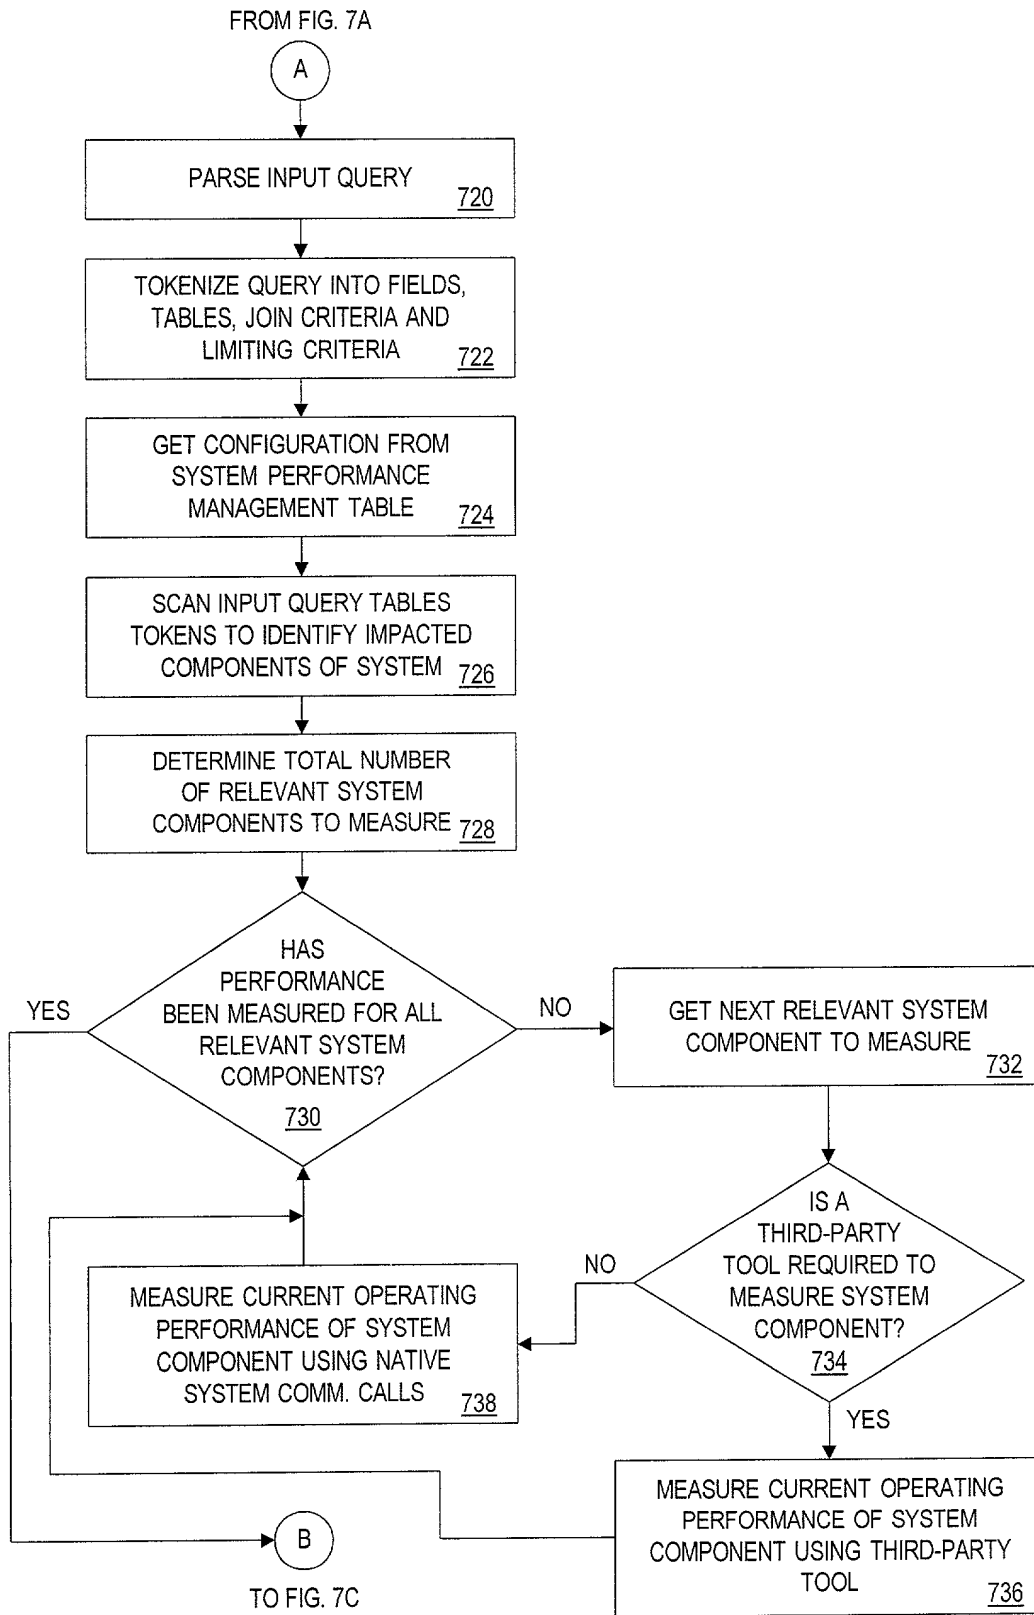 FROM FIG. 7A
A
PARSE INPUT QUERY
720
TOKENIZE QUERY INTO FIELDS,
TABLES, JOIN CRITERIA AND
LIMITING CRITERIA
722
GET CONFIGURATION FROM
SYSTEM PERFORMANCE
MANAGEMENT TABLE
724
SCAN INPUT QUERY TABLES
TOKENS TO IDENTIFY IMPACTED
COMPONENTS OF SYSTEM
726
DETERMINE TOTAL NUMBER
OF RELEVANT SYSTEM
COMPONENTS TO MEASURE
728
HAS
PERFORMANCE
BEEN MEASURED FOR ALL
RELEVANT SYSTEM
COMPONENTS?
730
YES
NO
GET NEXT RELEVANT SYSTEM
COMPONENT TO MEASURE
732
IS A
THIRD-PARTY
TOOL REQUIRED TO
MEASURE SYSTEM
COMPONENT?
734
NO
YES
MEASURE CURRENT OPERATING
PERFORMANCE OF SYSTEM
COMPONENT USING NATIVE
SYSTEM COMM. CALLS
738
MEASURE CURRENT OPERATING
PERFORMANCE OF SYSTEM
COMPONENT USING THIRD-PARTY
TOOL
736
B
TO FIG. 7C